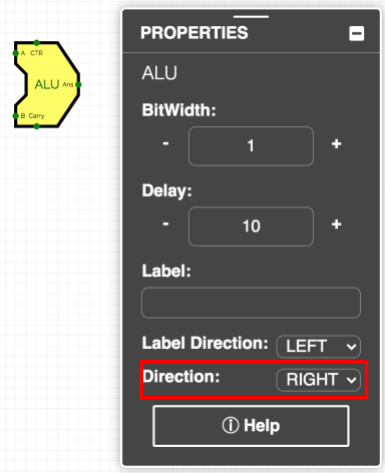 A CTR
ALU Ans
B Carry
PROPERTIES
ALU
BitWidth:
- 1 +
Delay:
- 10 +
Label:
Label Direction: LEFT
Direction: RIGHT
Help